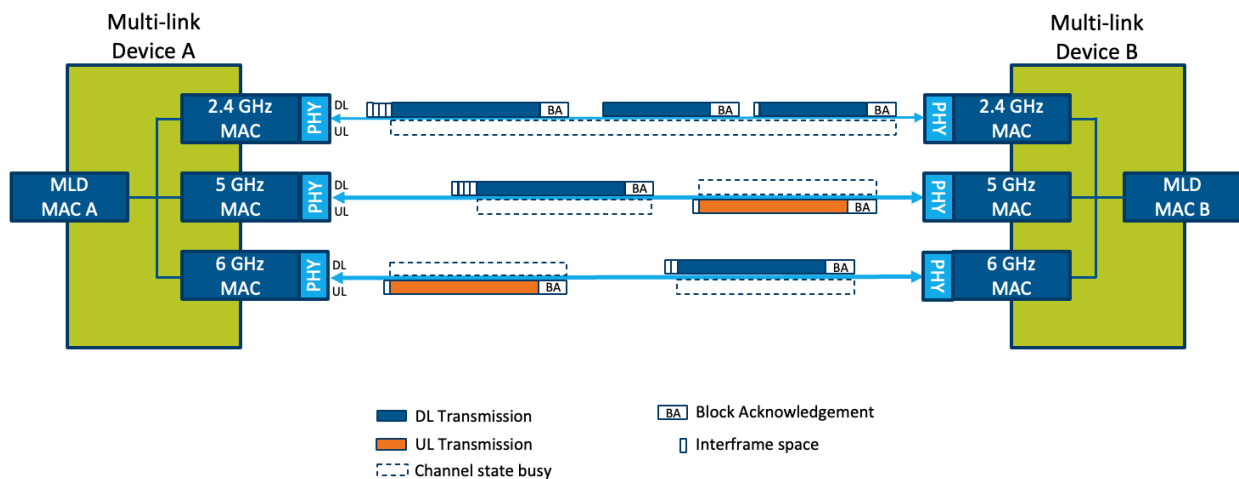 Multi-link
Device A
Multi-link
Device B
2.4 GHz
MAC
PHY
DL
UL
BA
BA
BA
PHY
2.4 GHz
MAC
MLD
MAC A
5 GHz
MAC
PHY
DL
UL
BA
BA
PHY
5 GHz
MAC
MLD
MAC B
6 GHz
MAC
PHY
DL
UL
BA
BA
PHY
6 GHz
MAC
DL Transmission
BA Block Acknowledgement
UL Transmission
Interframe space
Channel state busy